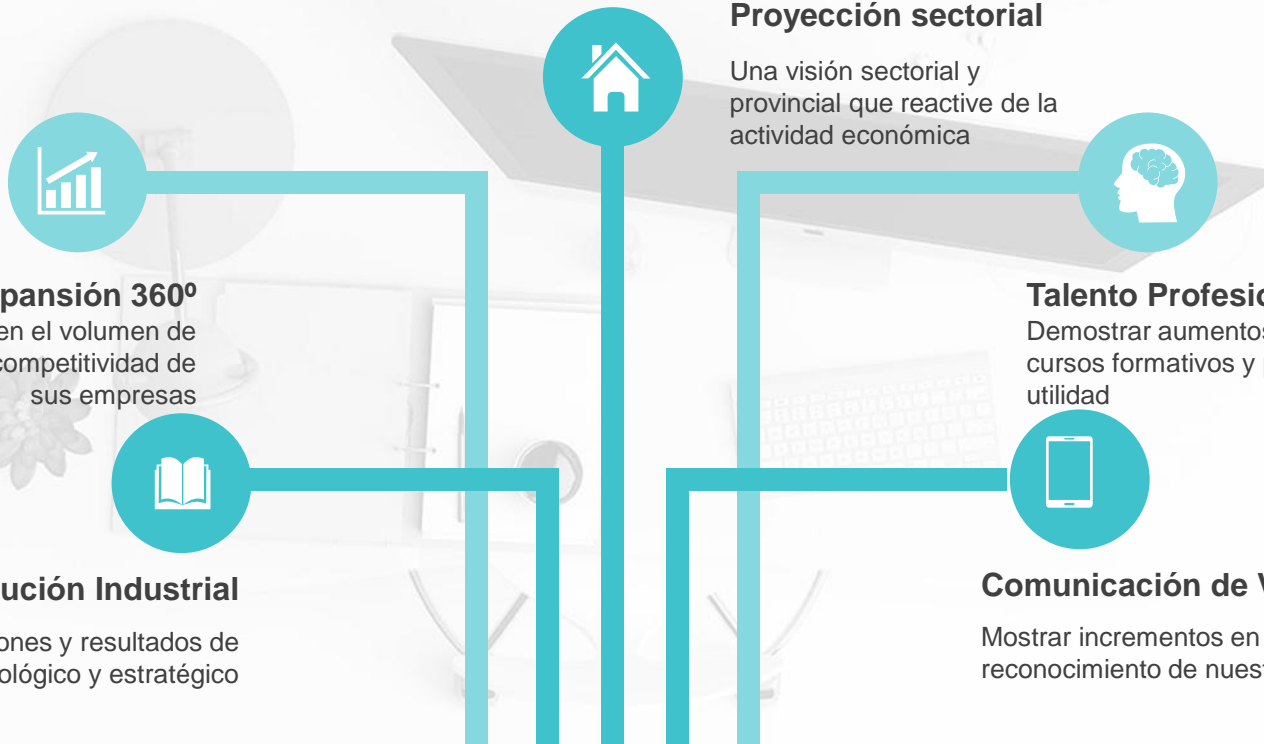 Proyección sectorial
Una visión sectorial y
provincial que reactive de la
actividad económica
pansión 360º
en el volumen de
competitividad de
sus empresas
Talento Profesio
Demostrar aumentos
cursos formativos y
utilidad
ución Industrial
ones y resultados de
ológico y estratégico
Comunicación de V
Mostrar incrementos en
reconocimiento de nuest